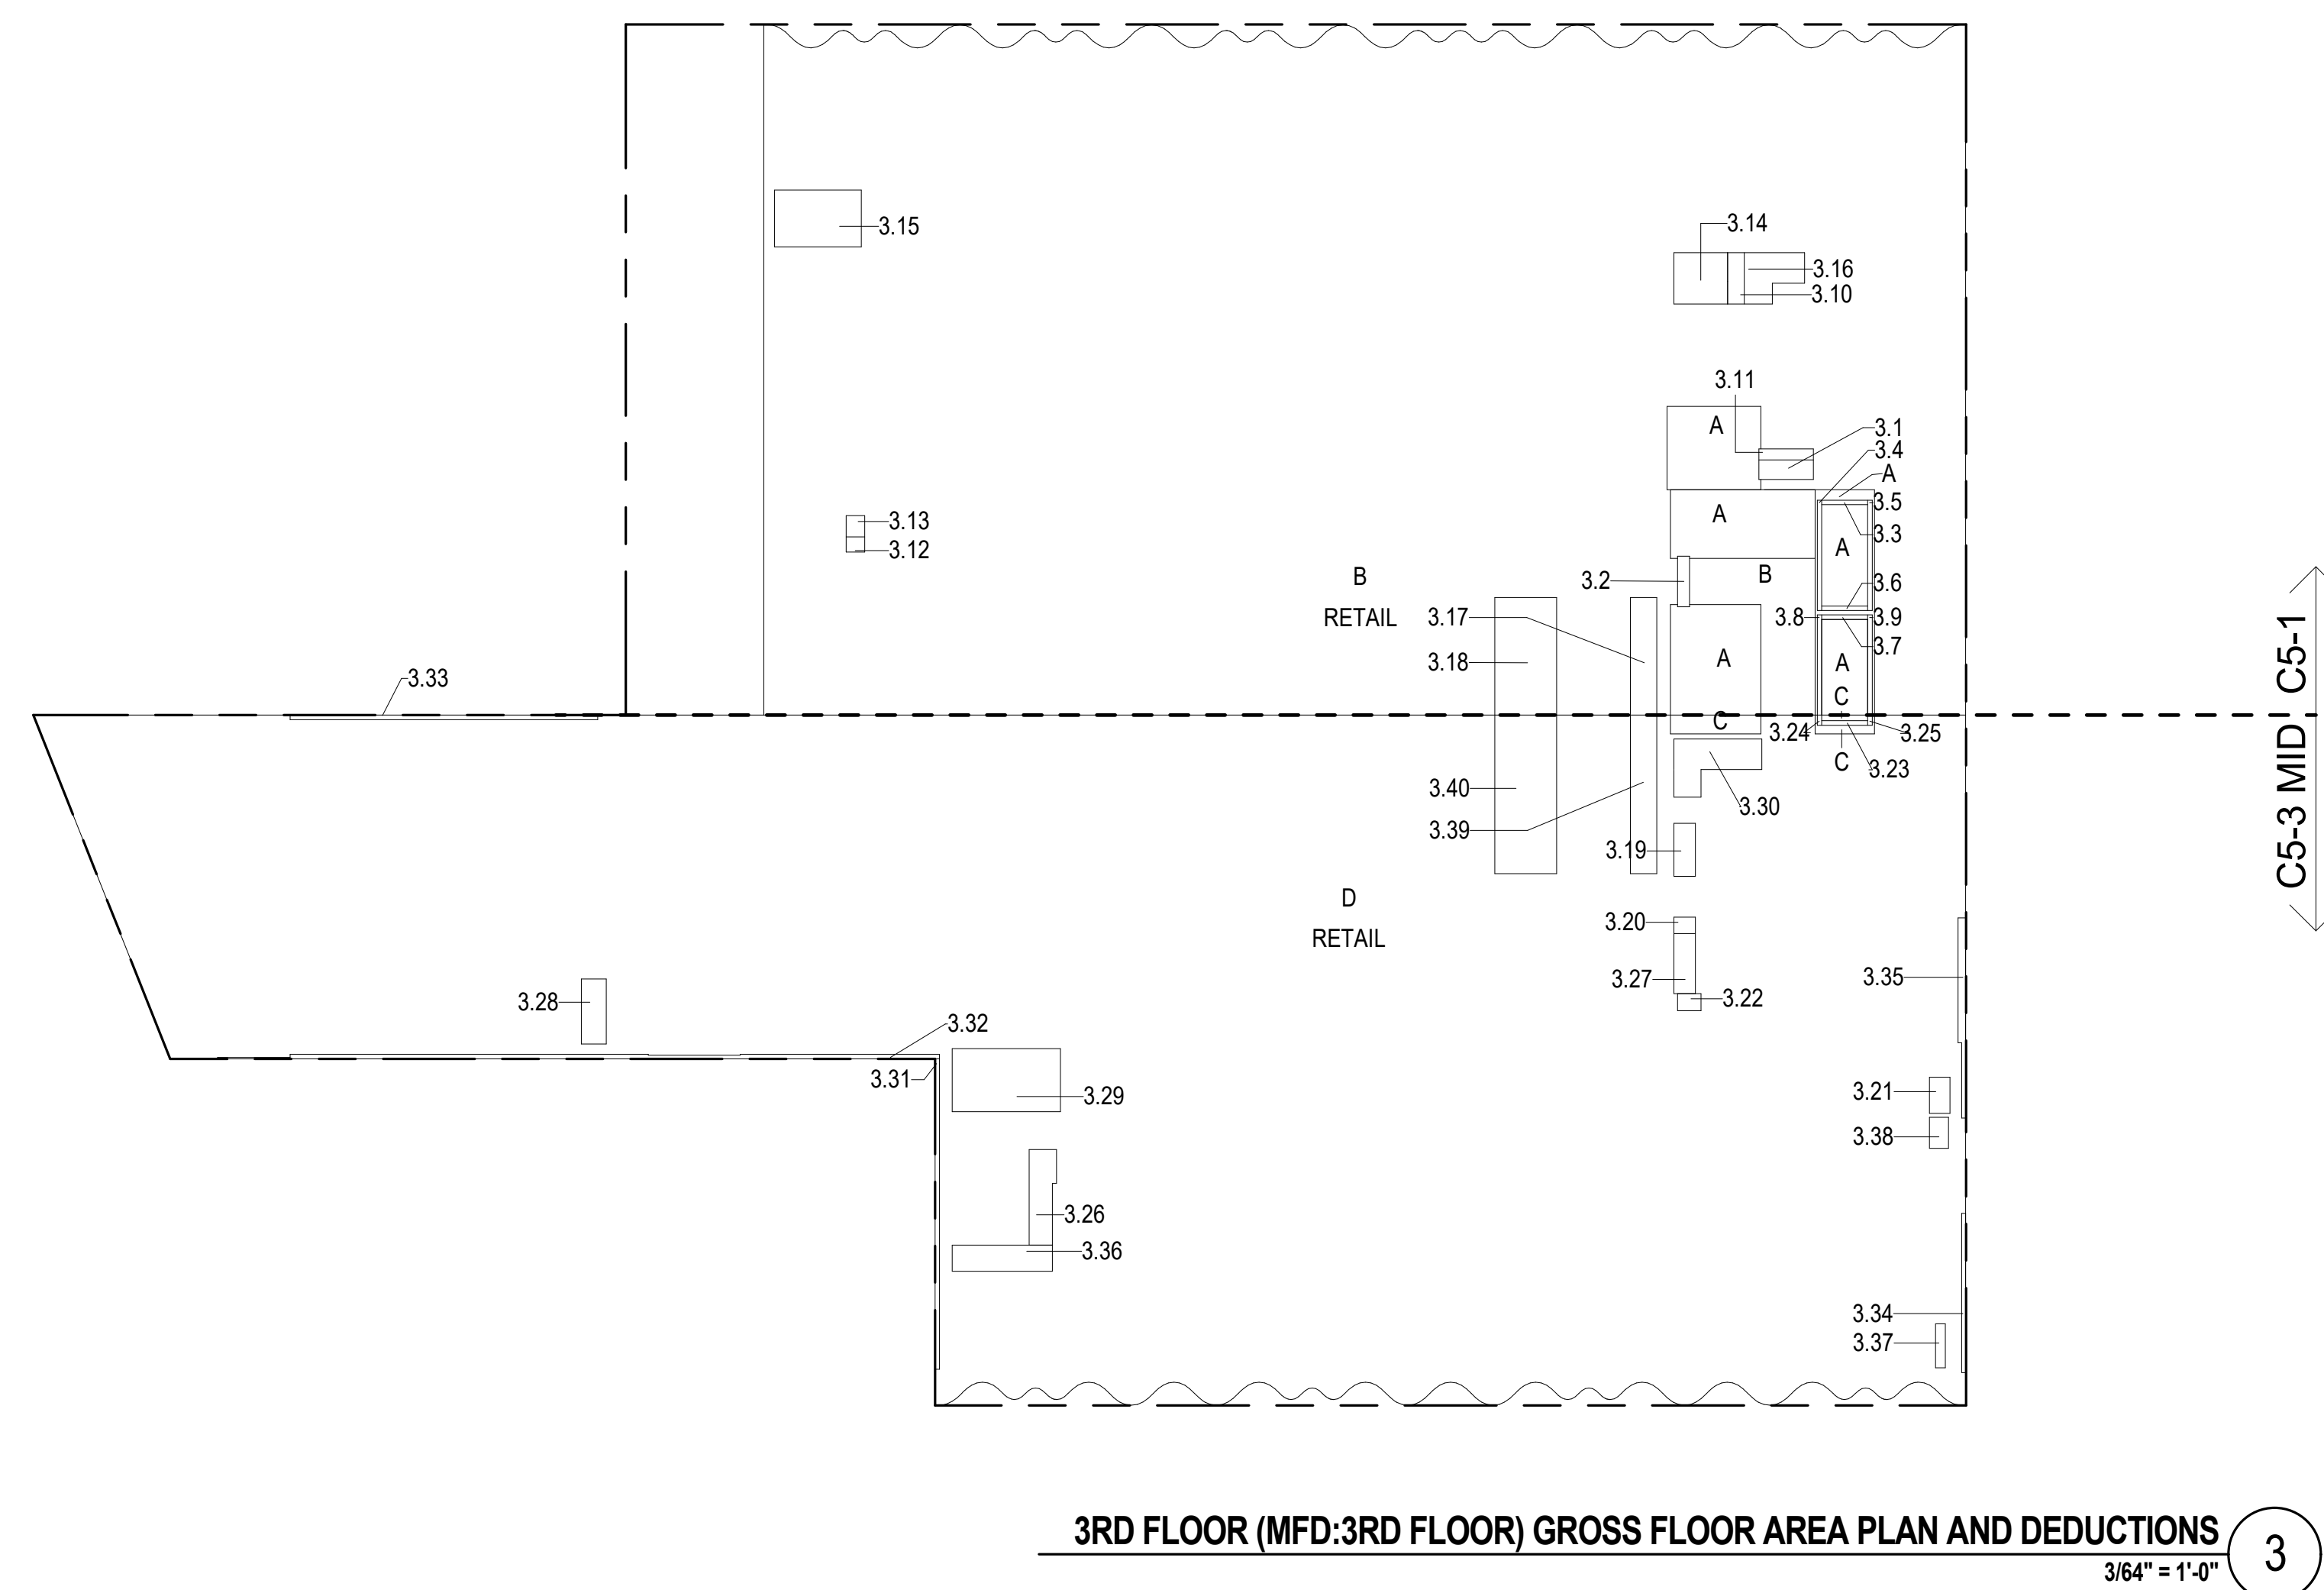 3.15
3.14
3.16
3.10
3.11
A
3.1
3.4
A
3.5
3.13
A
3.3
3.12
A
B
3.2
B
3.6
RETAIL
3.17
3.8
3.9
3.7
3.18
A
A
3.33
C
C
3.24
3.25
C
3.23
C5-3 MID C5-1
3.40
3.30
3.39
3.19
D
3.20
RETAIL
3.27
3.35
3.28
3.22
3.32
3.31
3.29
3.21
3.38
3.26
3.36
3.34
3.37
3RD FLOOR (MFD:3RD FLOOR) GROSS FLOOR AREA PLAN AND DEDUCTIONS
3
3/64" = 1'-0"